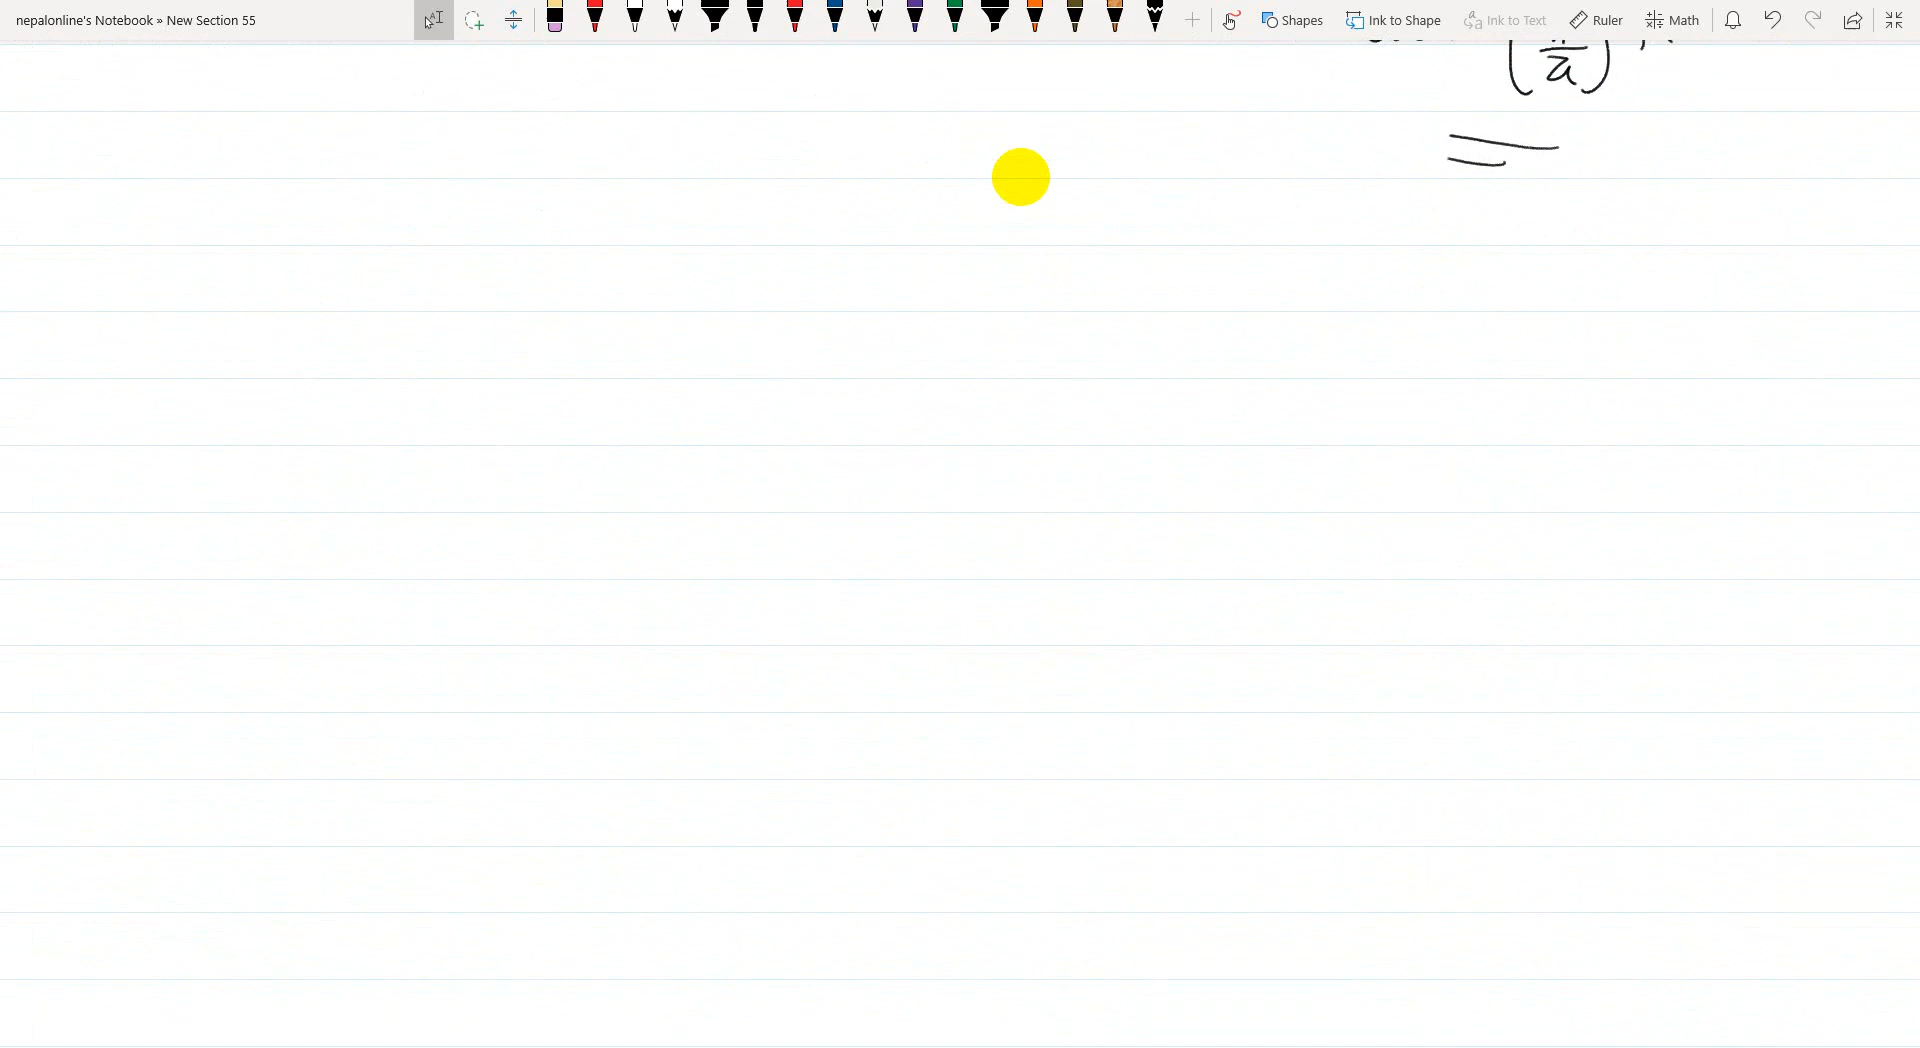 nepalonline's Notebook » New Section 55
Shapes
Ink to Shape
Ink to Text
Ruler
Math
a